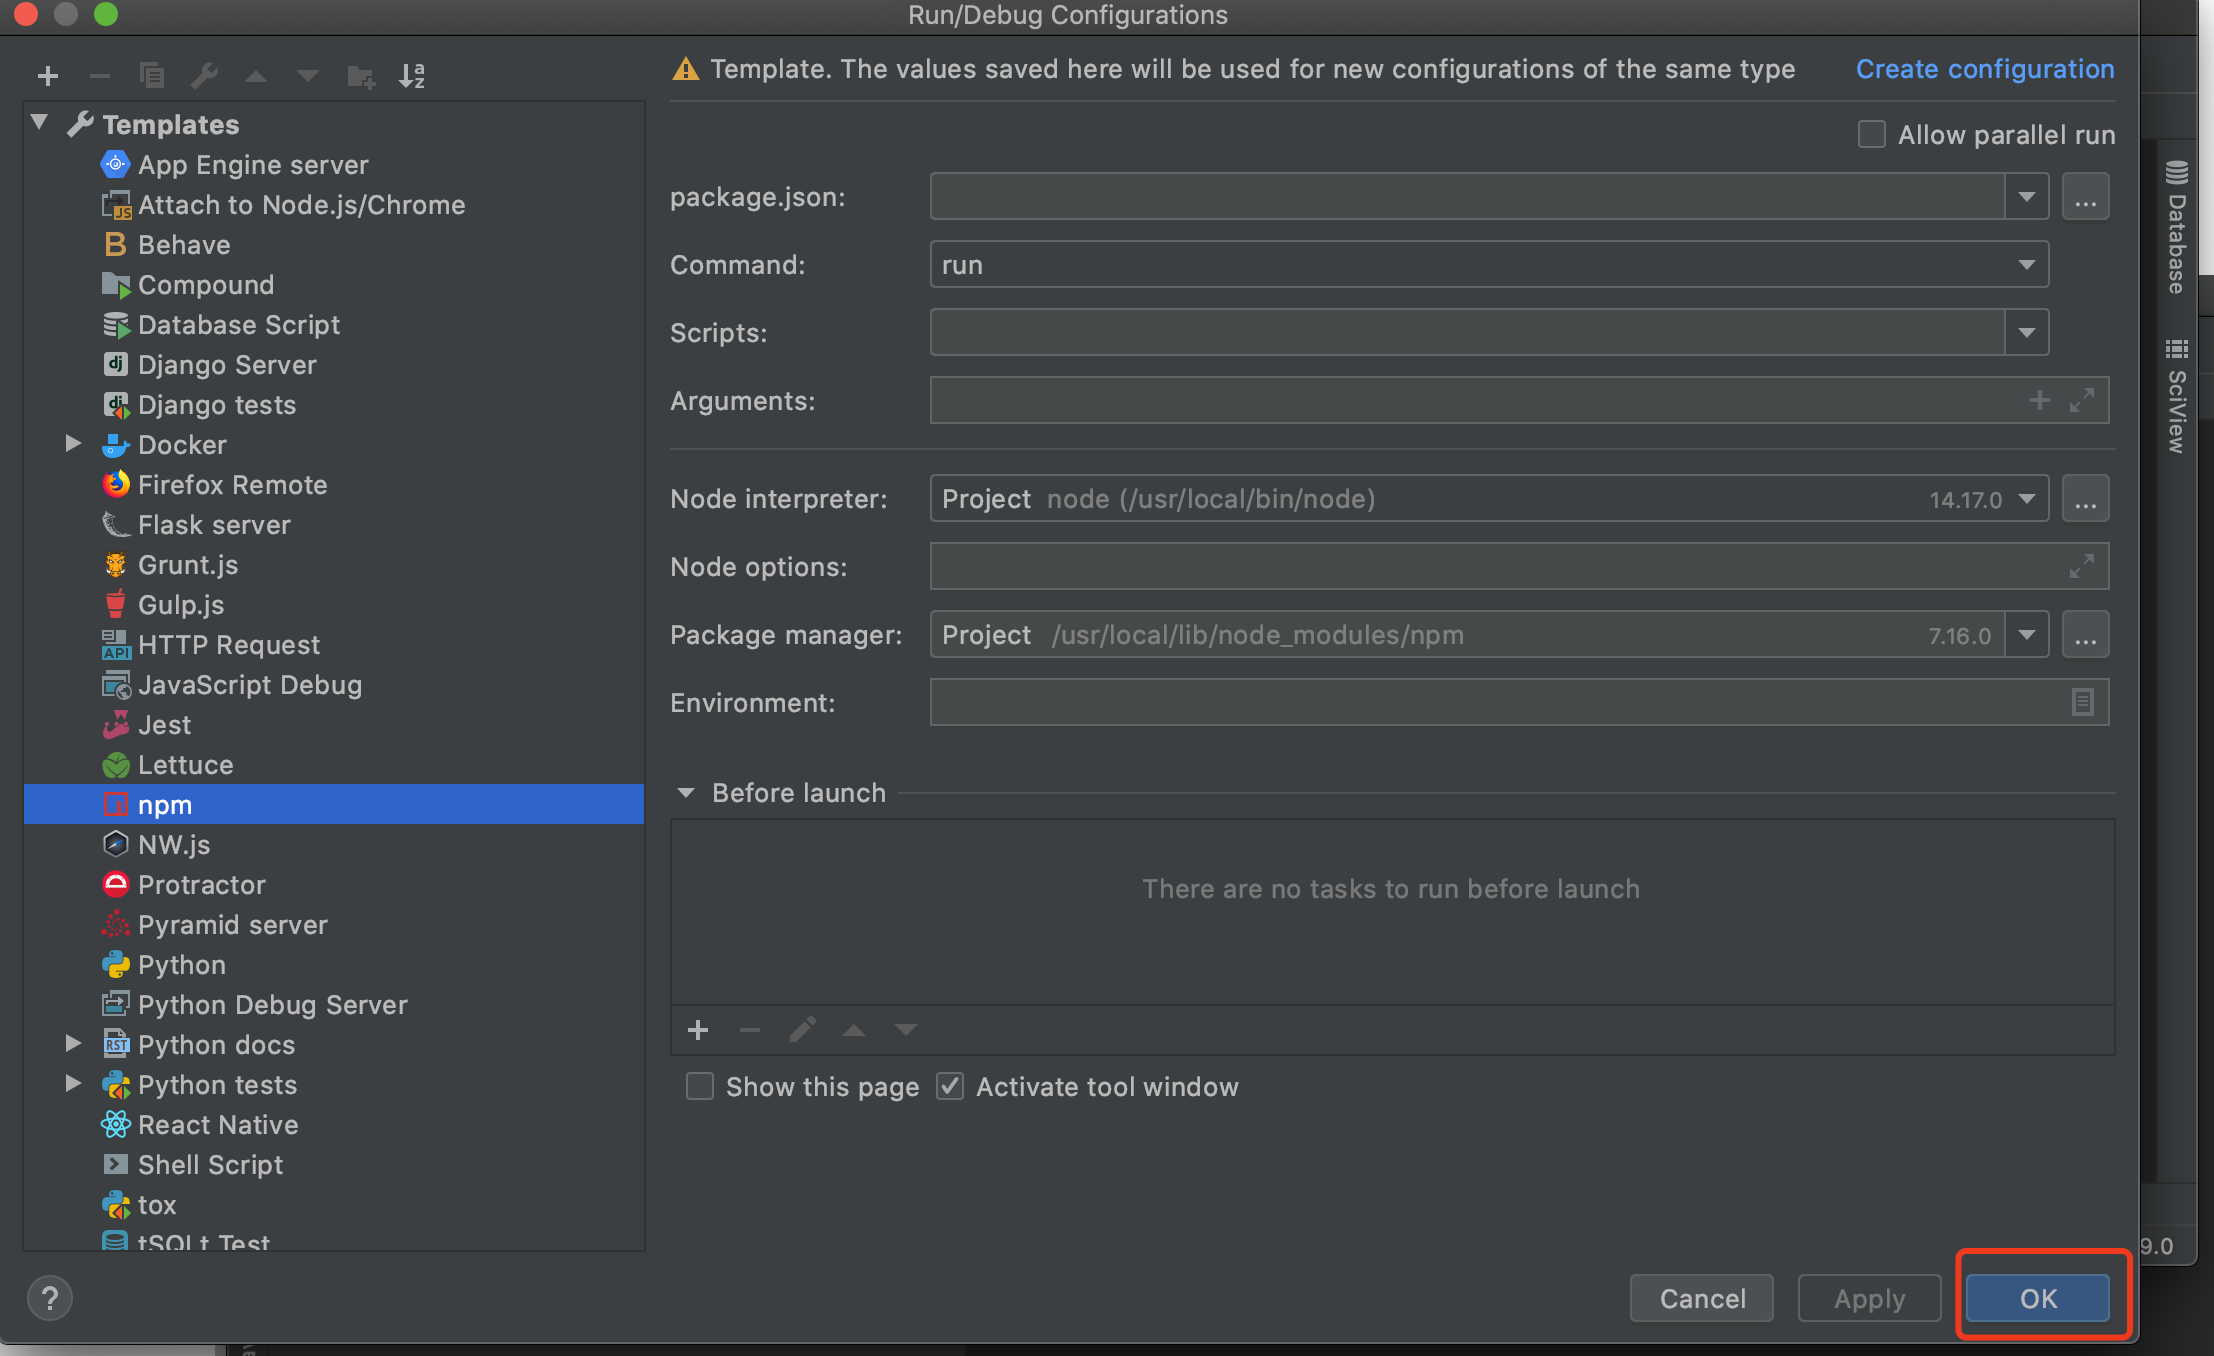 Run/Debug Configurations
Template. The values saved here will be used for new configurations of the same type
Create configuration
Templates
App Engine server
Attach to Node.js/Chrome
Behave
Compound
Database Script
Django Server
Django tests
Docker
Firefox Remote
Flask server
Grunt.js
Gulp.js
HTTP Request
JavaScript Debug
Jest
Lettuce
npm
NW.js
Protractor
Pyramid server
Python
Python Debug Server
Python docs
Python tests
React Native
Shell Script
tox
tSQLt Test
Allow parallel run
package.json:
...
Command: run
Scripts:
Arguments:
Node interpreter: Project node (/usr/local/bin/node) 14.17.0 ...
Node options:
Package manager: Project /usr/local/lib/node_modules/npm 7.16.0 ...
Environment:
Before launch
There are no tasks to run before launch
Show this page
Activate tool window
?
Cancel
Apply
OK
Database
SciView
9.0